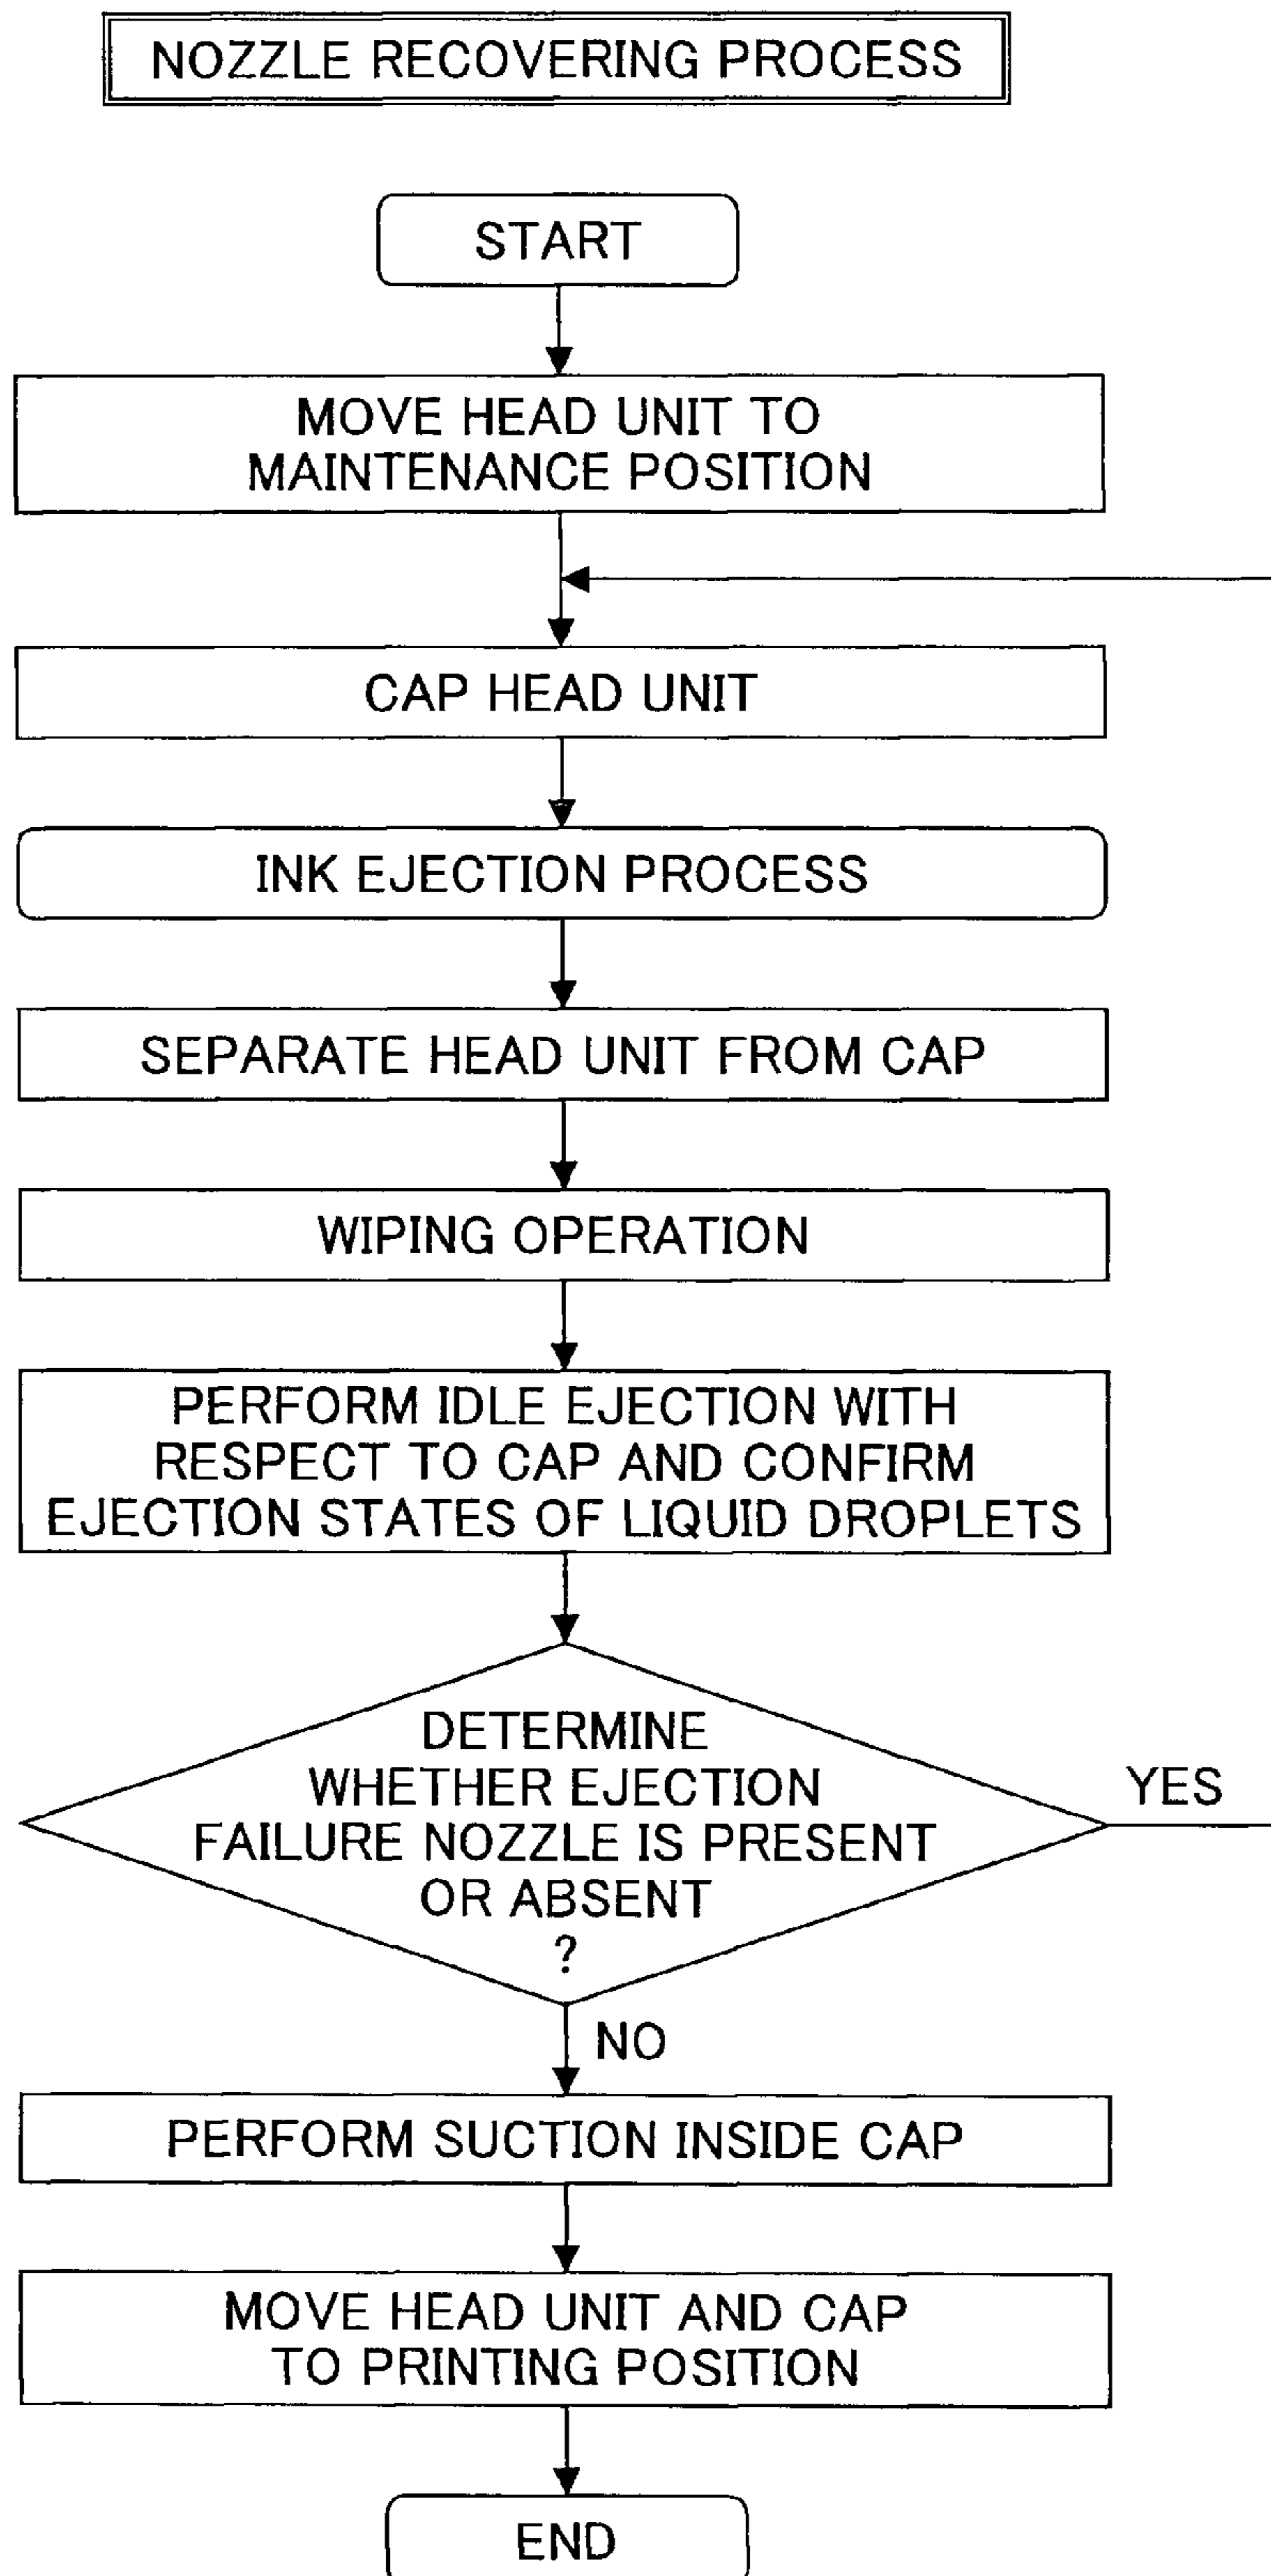 NOZZLE RECOVERING PROCESS
START
MOVE HEAD UNIT TO
MAINTENANCE POSITION
CAP HEAD UNIT
INK EJECTION PROCESS
SEPARATE HEAD UNIT FROM CAP
WIPING OPERATION
PERFORM IDLE EJECTION WITH
RESPECT TO CAP AND CONFIRM
EJECTION STATES OF LIQUID DROPLETS
DETERMINE
WHETHER EJECTION
FAILURE NOZZLE IS PRESENT
OR ABSENT
?
YES
NO
PERFORM SUCTION INSIDE CAP
MOVE HEAD UNIT AND CAP
TO PRINTING POSITION
END